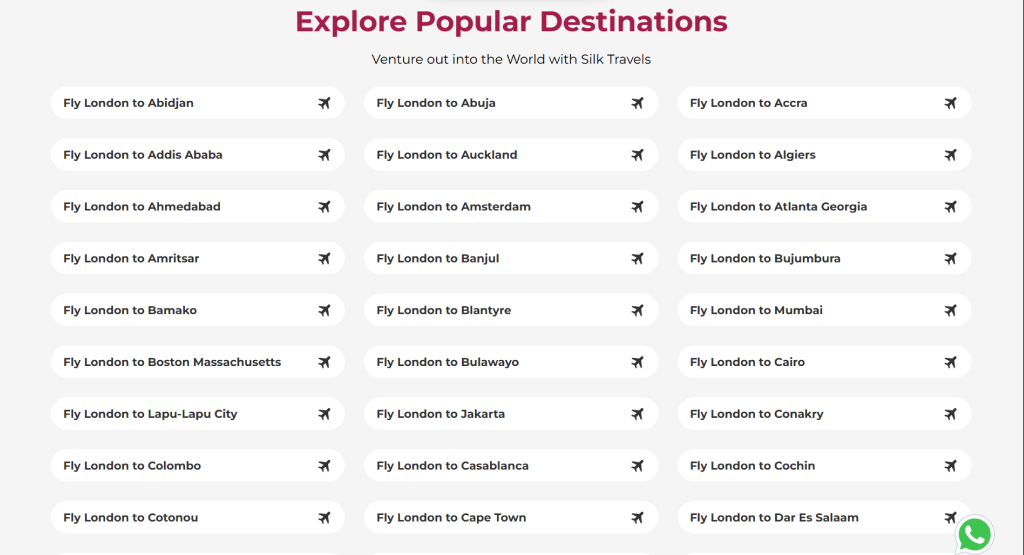 Explore Popular Destinations
Venture out into the World with Silk Travels
Fly London to Abidjan
Fly London to Abuja
Fly London to Accra
Fly London to Addis Ababa
Fly London to Auckland
Fly London to Algiers
Fly London to Ahmedabad
Fly London to Amsterdam
Fly London to Atlanta Georgia
Fly London to Amritsar
Fly London to Banjul
Fly London to Bujumbura
Fly London to Bamako
Fly London to Blantyre
Fly London to Mumbai
Fly London to Boston Massachusetts
Fly London to Bulawayo
Fly London to Cairo
Fly London to Lapu-Lapu City
Fly London to Jakarta
Fly London to Conakry
Fly London to Colombo
Fly London to Casablanca
Fly London to Cochin
Fly London to Cotonou
Fly London to Cape Town
Fly London to Dar Es Salaam